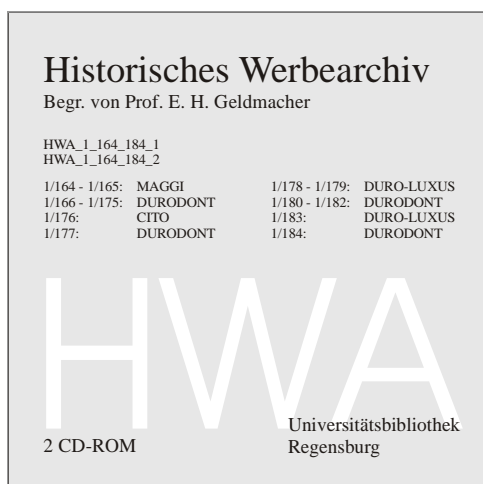 Historisches Werbearchiv
Begr. von Prof. E. H. Geldmacher
HWA_1_164_184_1
HWA_1_164_184_2
1/164 - 1/165: MAGGI
1/166 - 1/175: DURODONT
1/176: CITO
1/177: DURODONT
1/178 - 1/179: DURO-LUXUS
1/180 - 1/182: DURODONT
1/183: DURO-LUXUS
1/184: DURODONT
HWA
2 CD-ROM
Universitätsbibliothek
Regensburg